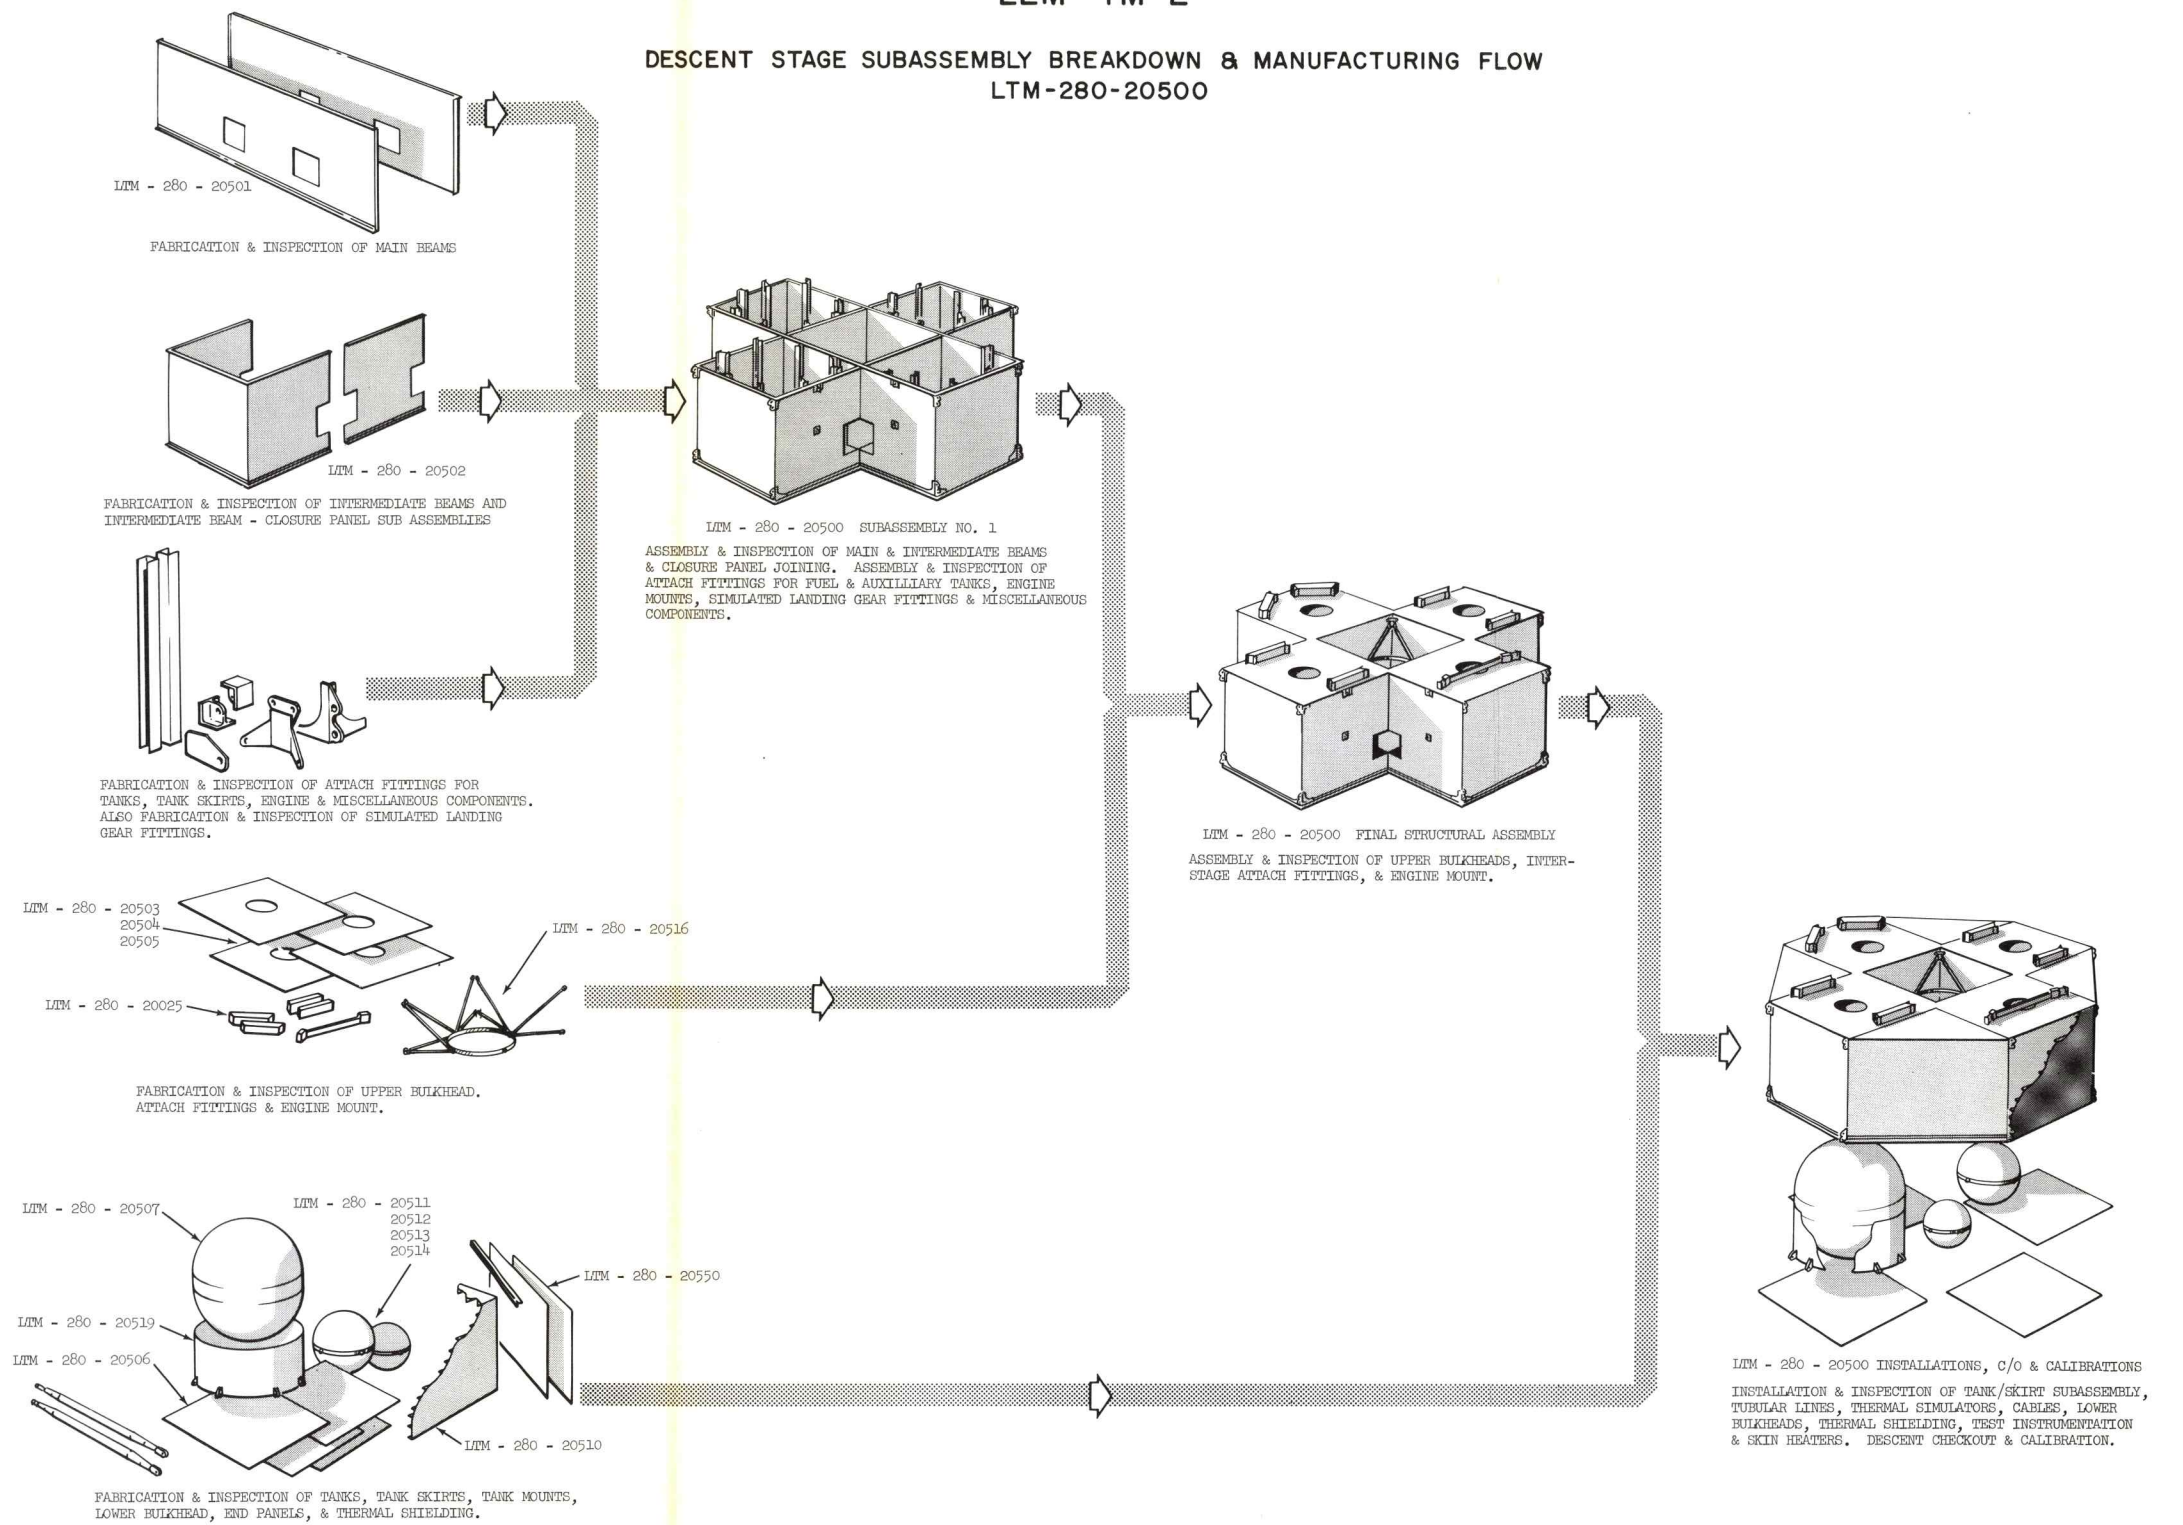 DESCENT STAGE SUBASSEMBLY BREAKDOWN & MANUFACTURING FLOW
LTM-280-20500
LTM - 280 - 20501
FABRICATION & INSPECTION OF MAIN BEAMS
LTM - 280 - 20502
FABRICATION & INSPECTION OF INTERMEDIATE BEAMS AND
INTERMEDIATE BEAM - CLOSURE PANEL SUB ASSEMBLIES
LTM - 280 - 20500 SUBASSEMBLY NO. 1
ASSEMBLY & INSPECTION OF MAIN & INTERMEDIATE BEAMS
& CLOSURE PANEL JOINING. ASSEMBLY & INSPECTION OF
ATTACH FITTINGS FOR FUEL & AUXILLIARY TANKS, ENGINE
MOUNTS, SIMULATED LANDING GEAR FITTINGS & MISCELLANEOUS
COMPONENTS.
FABRICATION & INSPECTION OF ATTACH FITTINGS FOR
TANKS, TANK SKIRTS, ENGINE & MISCELLANEOUS COMPONENTS.
ALSO FABRICATION & INSPECTION OF SIMULATED LANDING
GEAR FITTINGS.
LTM - 280 - 20500 FINAL STRUCTURAL ASSEMBLY
ASSEMBLY & INSPECTION OF UPPER BULKHEADS, INTER-
STAGE ATTACH FITTINGS, & ENGINE MOUNT.
LTM - 280 - 20503
20504
20505
LTM - 280 - 20516
LTM - 280 - 20025
FABRICATION & INSPECTION OF UPPER BULKHEAD.
ATTACH FITTINGS & ENGINE MOUNT.
LTM - 280 - 20507
LTM - 280 - 20511
20512
20513
20514
LTM - 280 - 20550
LTM - 280 - 20519
LTM - 280 - 20506
LTM - 280 - 20510
FABRICATION & INSPECTION OF TANKS, TANK SKIRTS, TANK MOUNTS,
LOWER BULKHEAD, END PANELS, & THERMAL SHIELDING.
LTM - 280 - 20500 INSTALLATIONS, C/O & CALIBRATIONS
INSTALLATION & INSPECTION OF TANK/SKIRT SUBASSEMBLY,
TUBULAR LINES, THERMAL SIMULATORS, CABLES, LOWER
BULKHEADS, THERMAL SHIELDING, TEST INSTRUMENTATION
& SKIN HEATERS. DESCENT CHECKOUT & CALIBRATION.